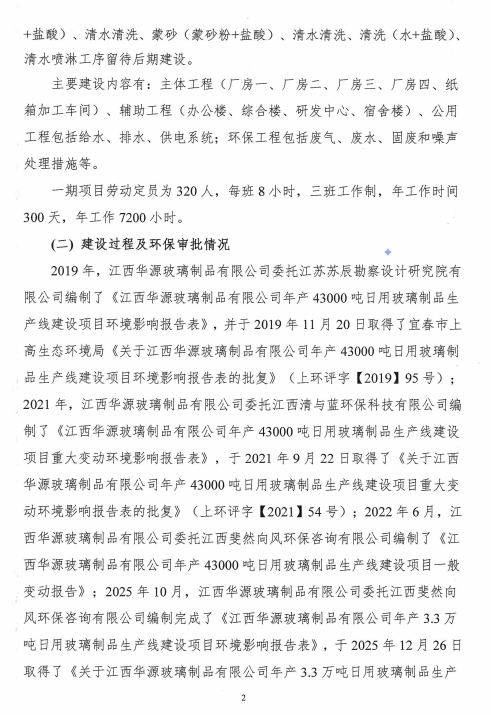 +盐酸）、清水清洗、蒙砂（蒙砂粉+盐酸）、清水清洗、清洗（水+盐酸）、
清水喷淋工序留待后期建设。
主要建设内容有：主体工程（厂房一、厂房二、厂房三、厂房四、纸
箱加工车间）、辅助工程（办公楼、综合楼、研发中心、宿舍楼）、公用
工程包括给水、排水、供电系统；环保工程包括废气、废水、固废和噪声
处理措施等。
一期项目劳动定员为 320 人，每班 8 小时，三班工作制，年工作时间
300 天，年工作 7200 小时。
(二) 建设过程及环保审批情况
2019 年，江西华源玻璃制品有限公司委托江苏苏辰勘察设计研究院有
限公司编制了《江西华源玻璃制品有限公司年产 43000 吨日用玻璃制品生
产线建设项目环境影响报告表》，并于 2019 年 11 月 20 日取得了宜春市上
高生态环境局《关于江西华源玻璃制品有限公司年产 43000 吨日用玻璃制
品生产线建设项目环境影响报告表的批复》（上环评字【2019】95 号）；
2021 年，江西华源玻璃制品有限公司委托江西清与蓝环保科技有限公司编
制了《江西华源玻璃制品有限公司年产 43000 吨日用玻璃制品生产线建设
项目重大变动环境影响报告表》，于 2021 年 9 月 22 日取得了《关于江西
华源玻璃制品有限公司年产 43000 吨日用玻璃制品生产线建设项目重大变
动环境影响报告表的批复》（上环评字【2021】54 号）；2022 年 6 月，江
西华源玻璃制品有限公司委托江西斐然向风环保咨询有限公司编制了《江
西华源玻璃制品有限公司年产 43000 吨日用玻璃制品生产线建设项目一般
变动报告》；2025 年 10 月，江西华源玻璃制品有限公司委托江西斐然向
风环保咨询有限公司编制完成了《江西华源玻璃制品有限公司年产 3.3 万
吨日用玻璃制品生产线建设项目环境影响报告表》，于 2025 年 12 月 26 日
取得了《关于江西华源玻璃制品有限公司年产 3.3 万吨日用玻璃制品生产
2